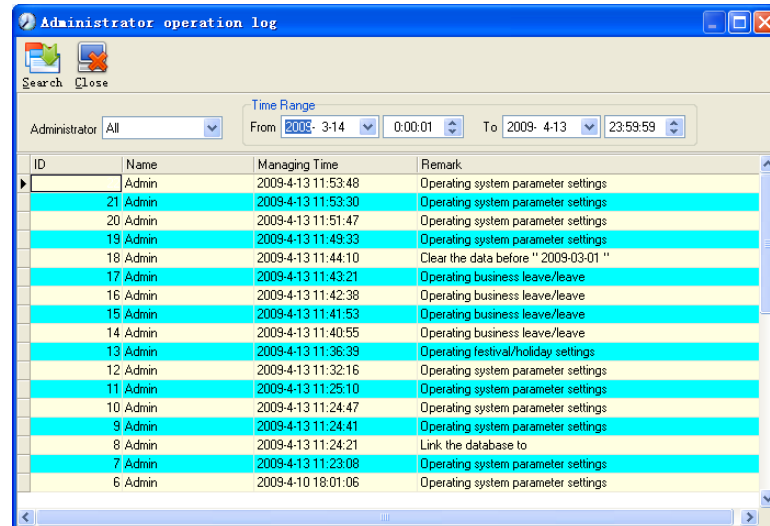 Administrator operation log
Search Close
Time Range
Administrator All From 2009- 3-14 0:00:01 To 2009- 4-13 23:59:59
ID Name Managing Time Remark
Admin 2009-4-13 11:53:48 Operating system parameter settings
21 Admin 2009-4-13 11:53:30 Operating system parameter settings
20 Admin 2009-4-13 11:51:47 Operating system parameter settings
19 Admin 2009-4-13 11:49:33 Operating system parameter settings
18 Admin 2009-4-13 11:44:10 Clear the data before " 2009-03-01 "
17 Admin 2009-4-13 11:43:21 Operating business leave/leave
16 Admin 2009-4-13 11:42:38 Operating business leave/leave
15 Admin 2009-4-13 11:41:53 Operating business leave/leave
14 Admin 2009-4-13 11:40:55 Operating business leave/leave
13 Admin 2009-4-13 11:36:39 Operating festival/holiday settings
12 Admin 2009-4-13 11:32:16 Operating system parameter settings
11 Admin 2009-4-13 11:25:10 Operating system parameter settings
10 Admin 2009-4-13 11:24:47 Operating system parameter settings
9 Admin 2009-4-13 11:24:41 Operating system parameter settings
8 Admin 2009-4-13 11:24:21 Link the database to
7 Admin 2009-4-13 11:23:08 Operating system parameter settings
6 Admin 2009-4-10 18:01:06 Operating system parameter settings